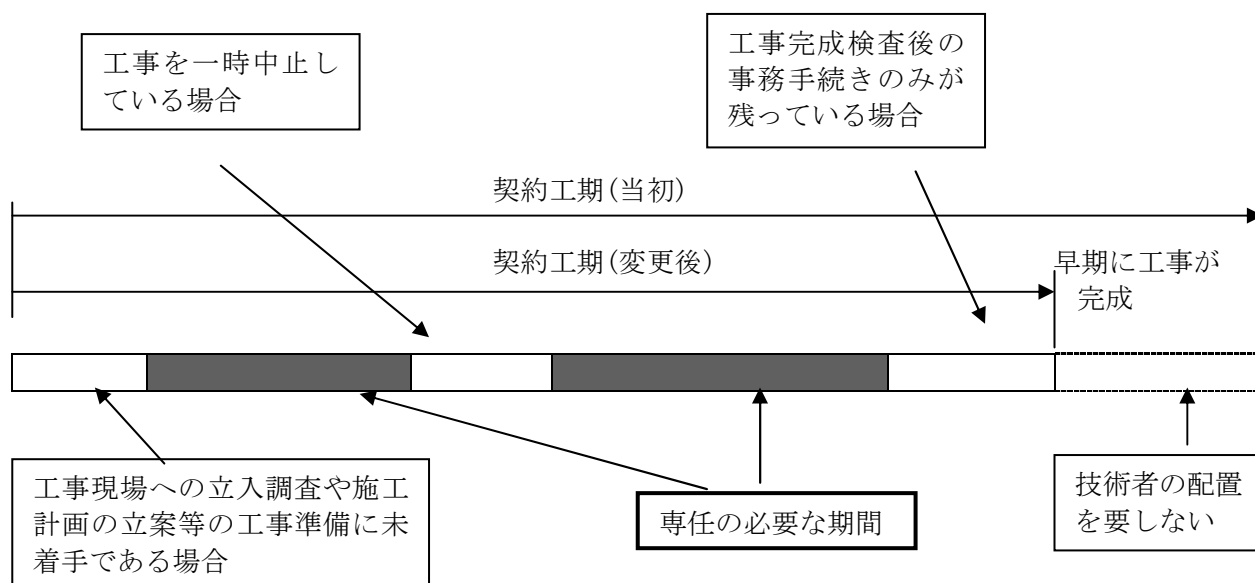 工事を一時中止し
ている場合
工事完成検査後の
事務手続きのみが
残っている場合
契約工期(当初)
契約工期(変更後)
早期に工事が
完成
工事現場への立入調査や施工
計画の立案等の工事準備に未
着手である場合
専任の必要な期間
技術者の配置
を要しない